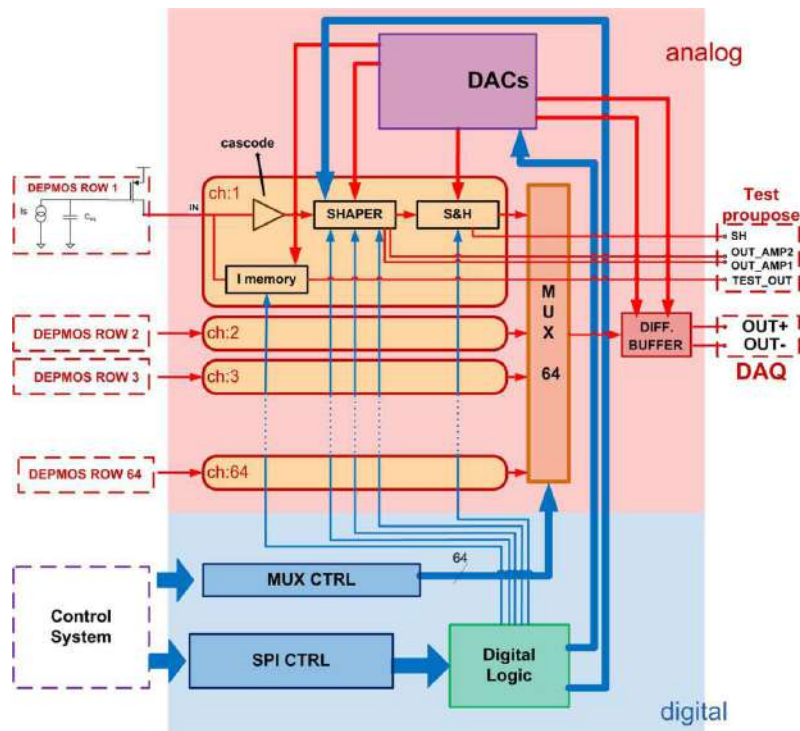 analog
DACs
cascode
DEPMOS ROW 1
IN
ch:1
SHAPER
S&H
I memory
Test
proupose
SH
OUT_AMP2
OUT_AMP1
TEST_OUT
DEPMOS ROW 2
ch:2
DEPMOS ROW 3
ch:3
M
U
X
64
DIFF.
BUFFER
OUT+
OUT-
DAQ
DEPMOS ROW 64
ch:64
64
MUX CTRL
Control
System
SPI CTRL
Digital
Logic
digital